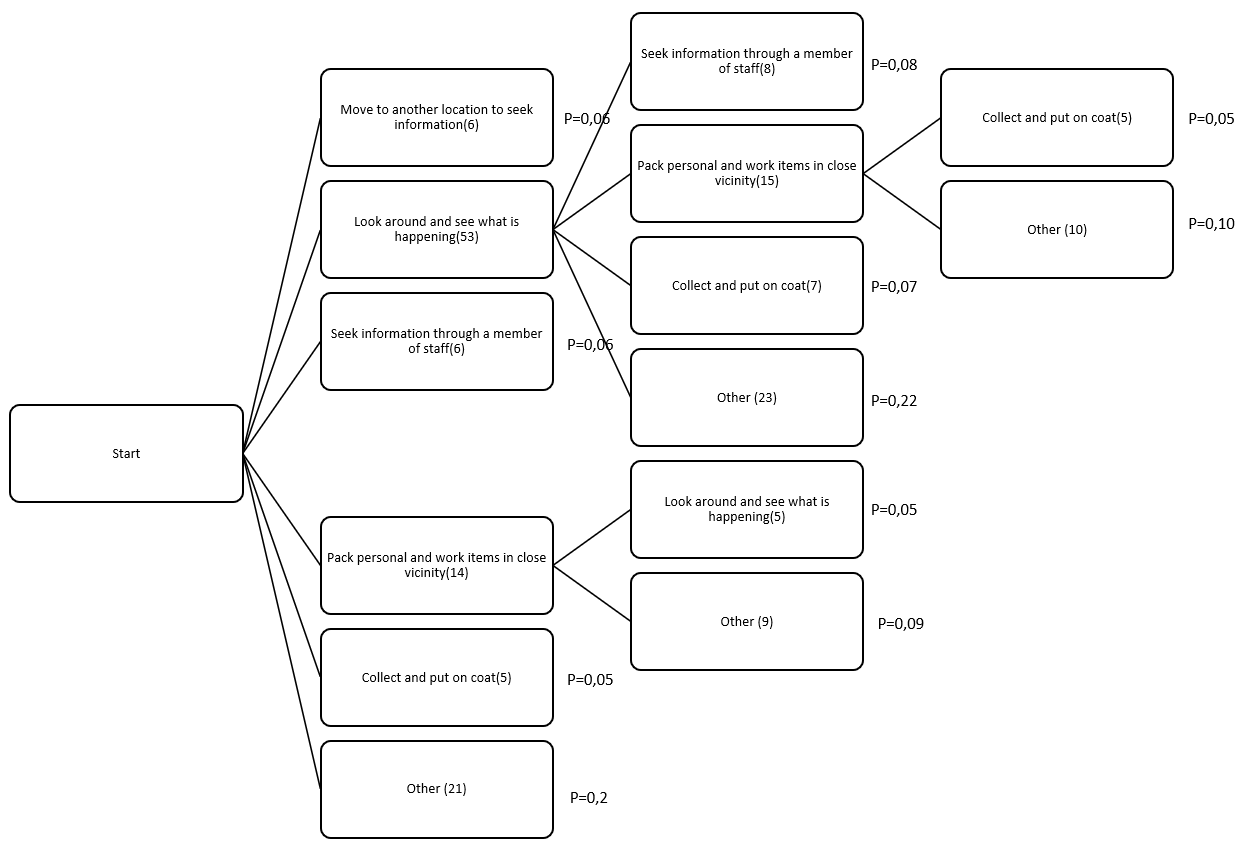 Start
Move to another location to seek
information(6)
P=0,06
Look around and see what is
happening(53)
Seek information through a member
of staff(6)
P=0,06
Pack personal and work items in close
vicinity(14)
Collect and put on coat(5)
P=0,05
Other (21)
P=0,2
Seek information through a member
of staff(8)
P=0,08
Pack personal and work items in close
vicinity(15)
Collect and put on coat(7)
P=0,07
Other (23)
P=0,22
Look around and see what is
happening(5)
P=0,05
Other (9)
P=0,09
Collect and put on coat(5)
P=0,05
Other (10)
P=0,10